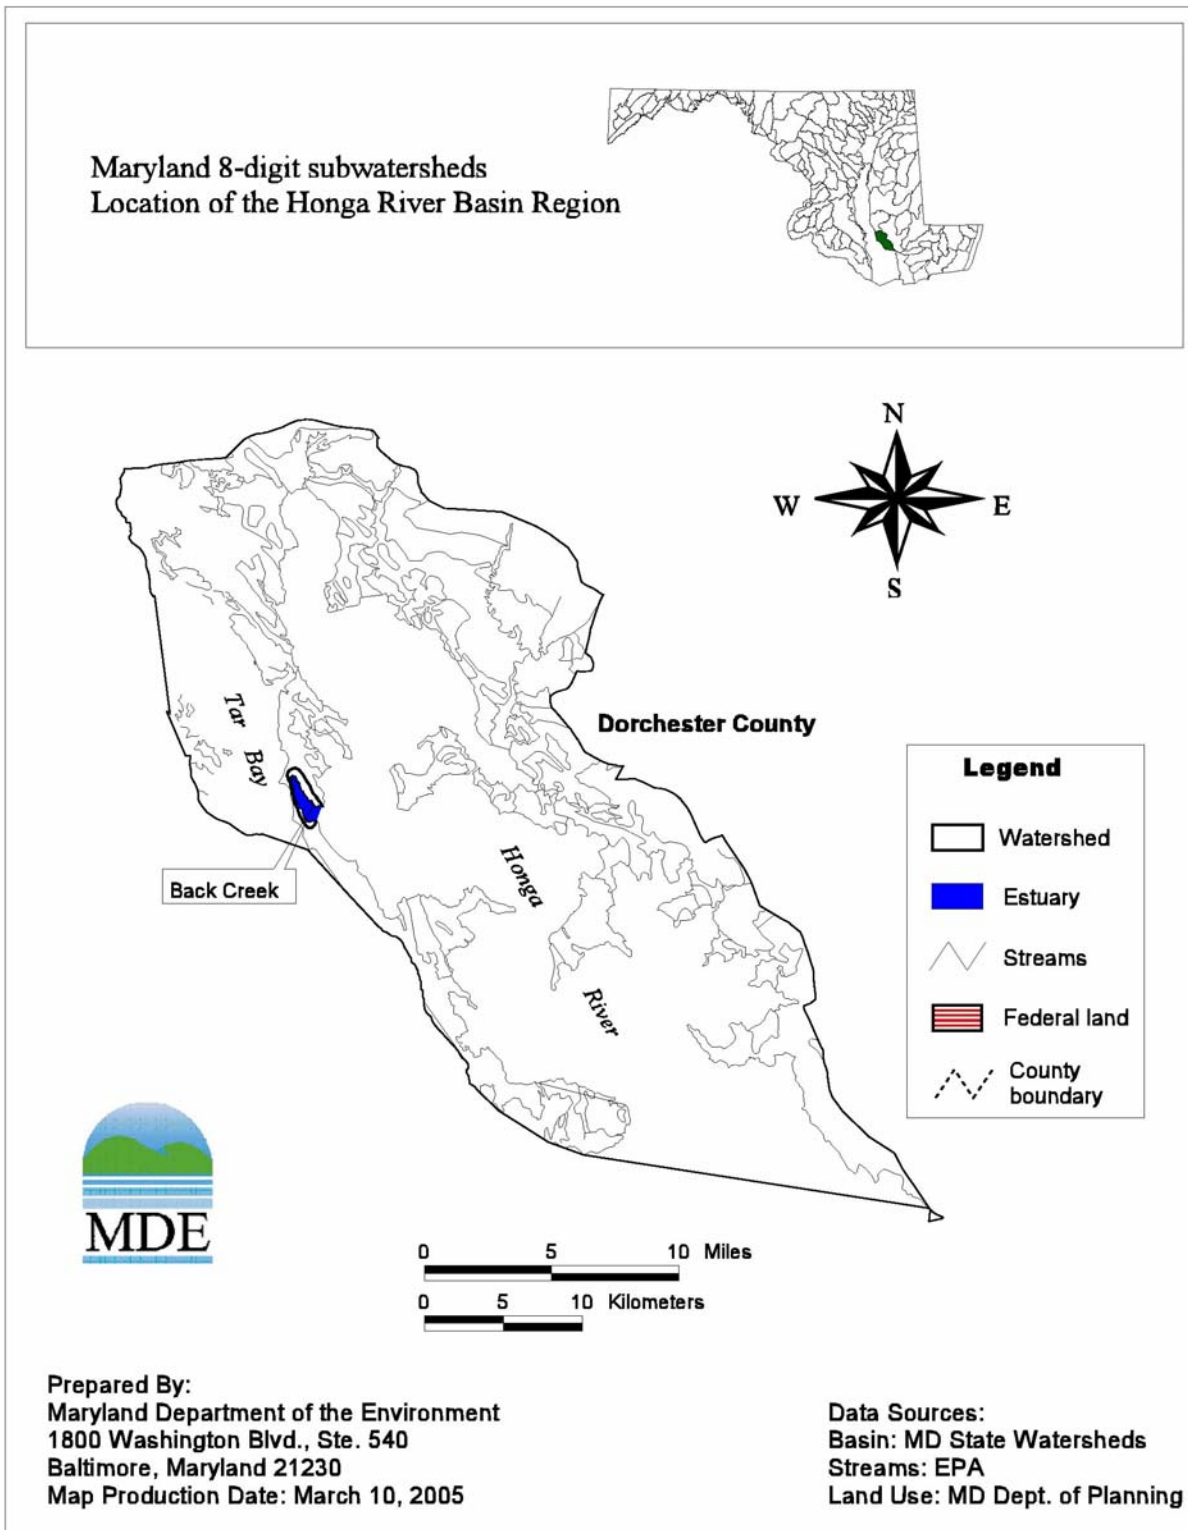 Maryland 8-digit subwatersheds
Location of the Honga River Basin Region
N
W
E
S
Tar
Bay
Dorchester County
Back Creek
Honga
River
Legend
Watershed
Estuary
Streams
Federal land
County
boundary
MDE
0 5 10 Miles
0 5 10 Kilometers
Prepared By:
Maryland Department of the Environment
1800 Washington Blvd., Ste. 540
Baltimore, Maryland 21230
Map Production Date: March 10, 2005
Data Sources:
Basin: MD State Watersheds
Streams: EPA
Land Use: MD Dept. of Planning